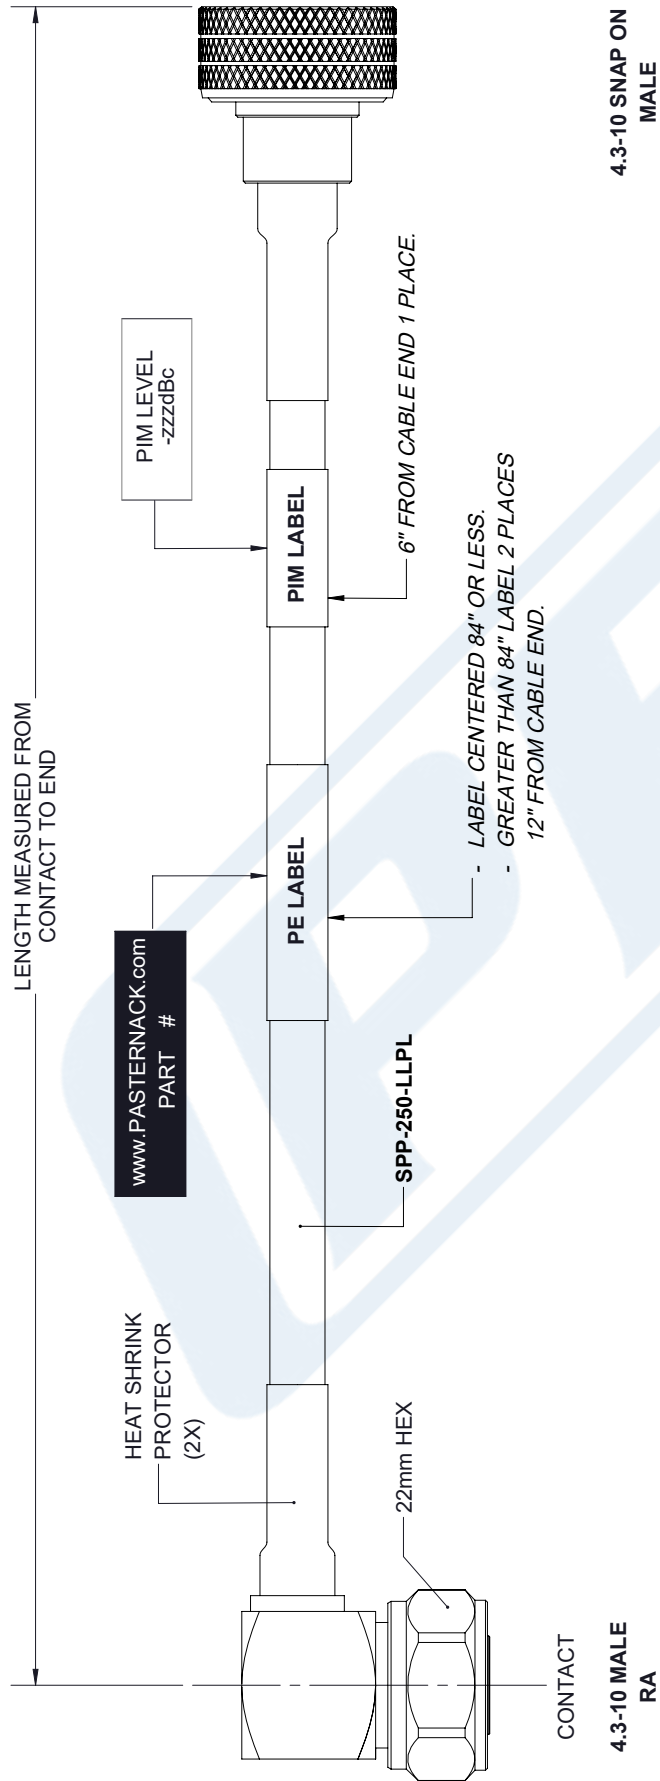 LENGTH MEASURED FROM
CONTACT TO END
HEAT SHRINK
PROTECTOR
(2X)
www.PASTERNACK.com
PART #
PIM LEVEL
-zzzdBc
PE LABEL
PIM LABEL
22mm HEX
SPP-250-LLPL
- LABEL CENTERED 84" OR LESS.
- GREATER THAN 84" LABEL 2 PLACES
12" FROM CABLE END.
6" FROM CABLE END 1 PLACE.
CONTACT
4.3-10 MALE
RA
4.3-10 SNAP ON
MALE